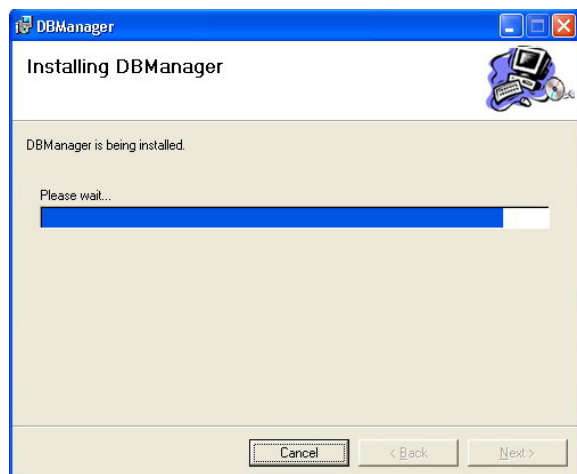 DBManager
Installing DBManager
DBManager is being installed.
Please wait...
Cancel
< Back
Next >